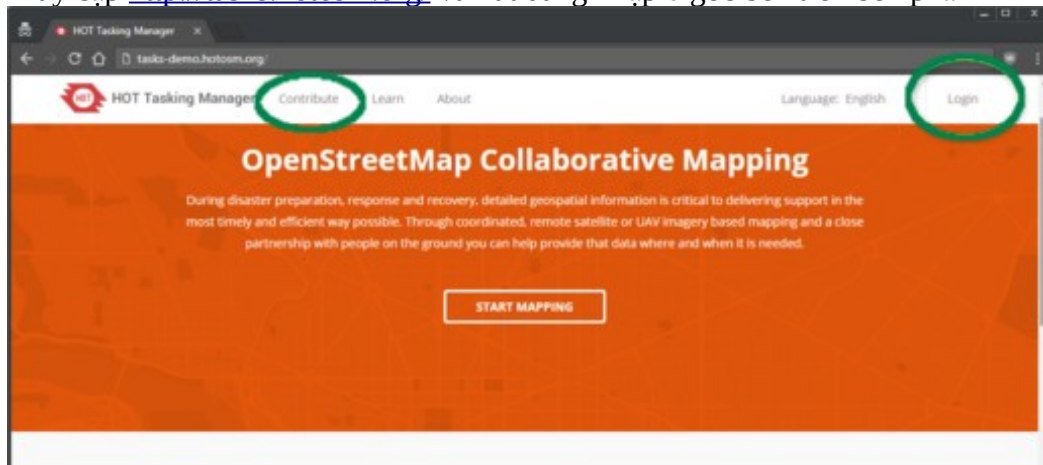 HOT Tasking Manager
tasks-demo.hotosm.org/
HOT HOT Tasking Manager Contribute Learn About Language: English Login
OpenStreetMap Collaborative Mapping
During disaster preparation, response and recovery, detailed geospatial information is critical to delivering support in the
most timely and efficient way possible. Through coordinated, remote satellite or UAV imagery based mapping and a close
partnership with people on the ground you can help provide that data where and when it is needed.
START MAPPING